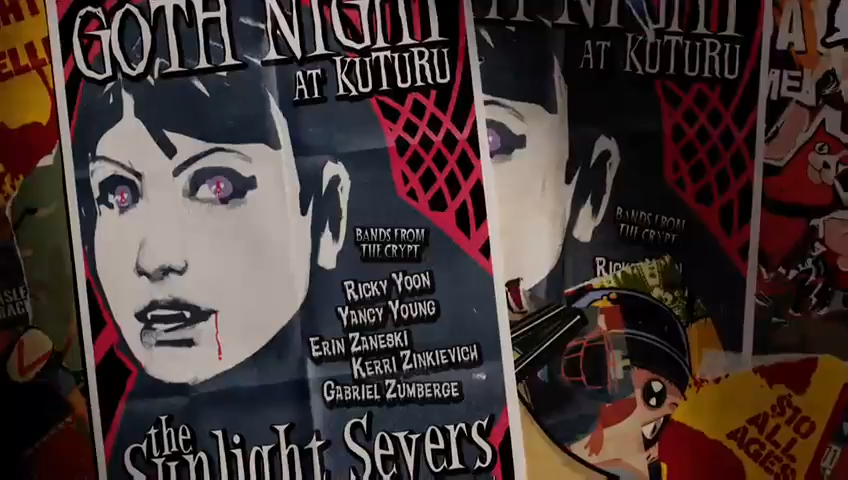 GOTH NIGHT
AT KUTURU
BANDS FROM
THE CRYPT
RICKY YOON
YANCY YOUNG
ERIN ZANESKI
KERRI ZINKIEVICH
GABRIEL ZUMBERGE
the
Sunlight Severs
NIGHT
AT KUTURU
BANDS FROM
THE CRYPT
$10
ALL
AGES